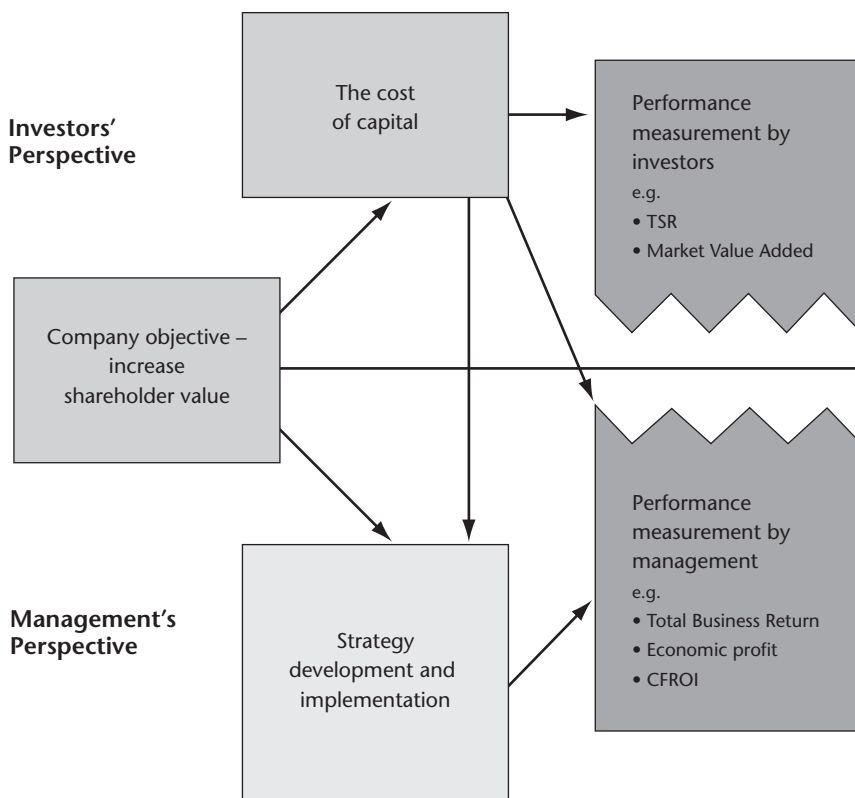 The cost
of capital
Performance
measurement by
investors
e.g.
• TSR
• Market Value Added
Investors’
Perspective
Company objective –
increase
shareholder value
Performance
measurement by
management
e.g.
• Total Business Return
• Economic profit
• CFROI
Management’s
Perspective
Strategy
development and
implementation